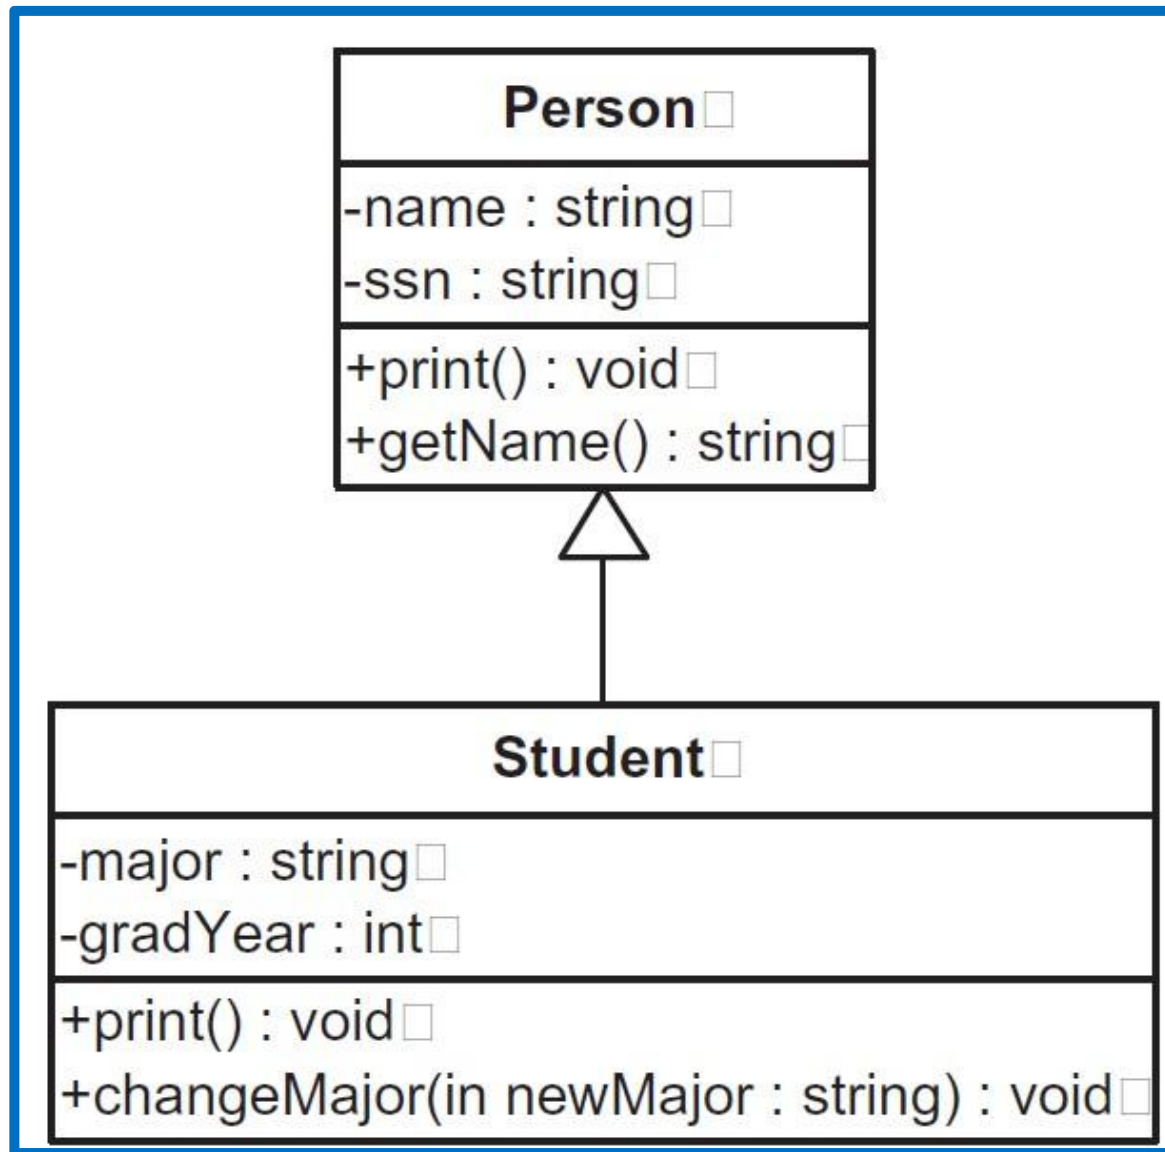 Person
-name : string
-ssn : string
+print() : void
+getName() : string
Student
-major : string
-gradYear : int
+print() : void
+changeMajor(in newMajor : string) : void